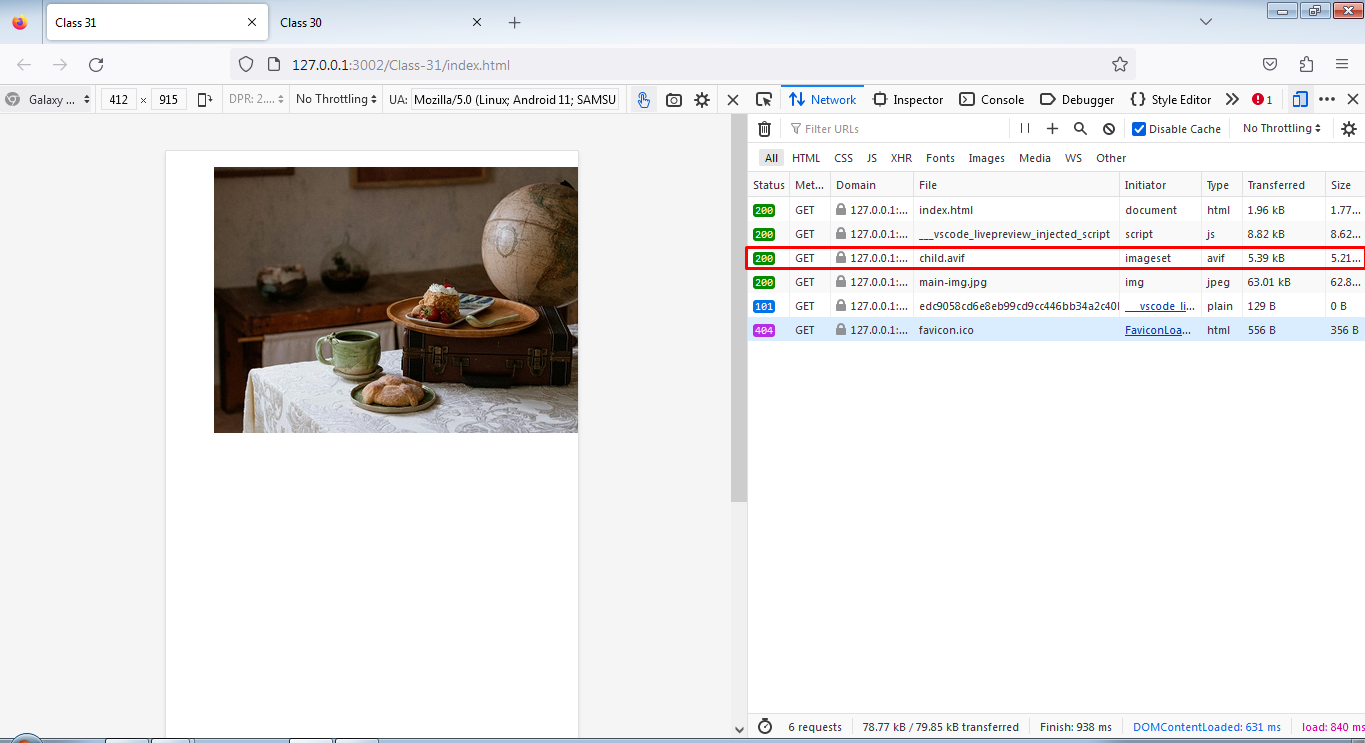 Class 31
Class 30
127.0.0.1:3002/Class-31/index.html
Galaxy ... 412 × 915 DPR: 2.... No Throttling UA: Mozilla/5.0 (Linux; Android 11; SAMSU
Network Inspector Console Debugger Style Editor 1
Filter URLs Disable Cache No Throttling
All HTML CSS JS XHR Fonts Images Media WS Other
Status Met... Domain File Initiator Type Transferred Size
200 GET 127.0.0.1:... index.html document html 1.96 kB 1.77...
200 GET 127.0.0.1:... ___vscode_livepreview_injected_script script js 8.82 kB 8.62...
200 GET 127.0.0.1:... child.avif imageset avif 5.39 kB 5.21...
200 GET 127.0.0.1:... main-img.jpg img jpeg 63.01 kB 62.8...
101 GET 127.0.0.1:... edc9058cd6e8eb99cd9cc446bb34a2c40 ___vscode_li... plain 129 B 0 B
404 GET 127.0.0.1:... favicon.ico FaviconLoa... html 556 B 356 B
6 requests 78.77 kB / 79.85 kB transferred Finish: 938 ms DOMContentLoaded: 631 ms load: 840 ms